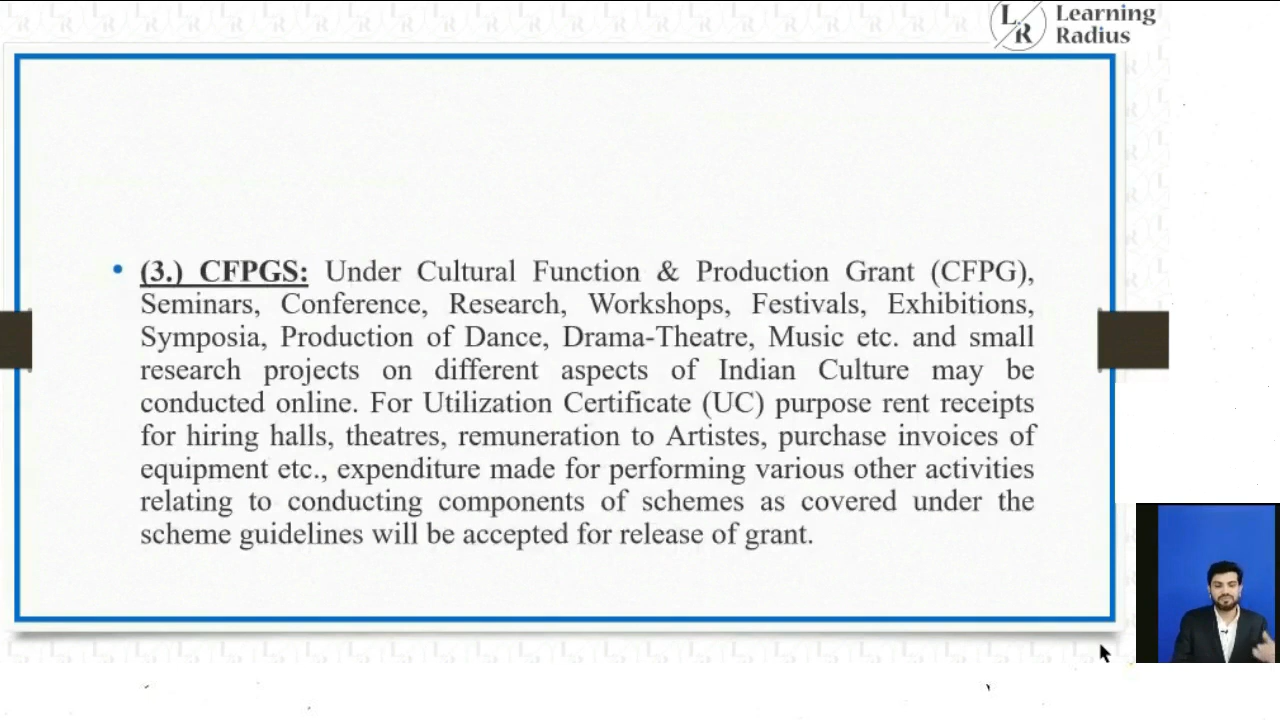 Learning
Radius
(3.) CFPGS: Under Cultural Function & Production Grant (CFPG),
Seminars, Conference, Research, Workshops, Festivals, Exhibitions,
Symposia, Production of Dance, Drama-Theatre, Music etc. and small
research projects on different aspects of Indian Culture may be
conducted online. For Utilization Certificate (UC) purpose rent receipts
for hiring halls, theatres, remuneration to Artistes, purchase invoices of
equipment etc., expenditure made for performing various other activities
relating to conducting components of schemes as covered under the
scheme guidelines will be accepted for release of grant.